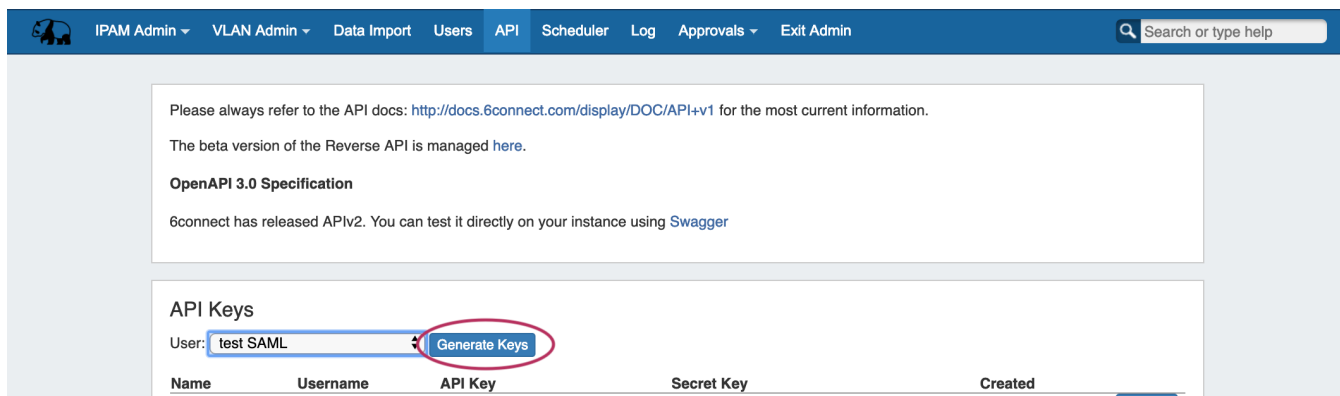 IPAM Admin VLAN Admin Data Import Users API Scheduler Log Approvals Exit Admin Search or type help
Please always refer to the API docs: http://docs.6connect.com/display/DOC/API+v1 for the most current information.
The beta version of the Reverse API is managed here.
OpenAPI 3.0 Specification
6connect has released APIv2. You can test it directly on your instance using Swagger
API Keys
User: test SAML Generate Keys
Name Username API Key Secret Key Created